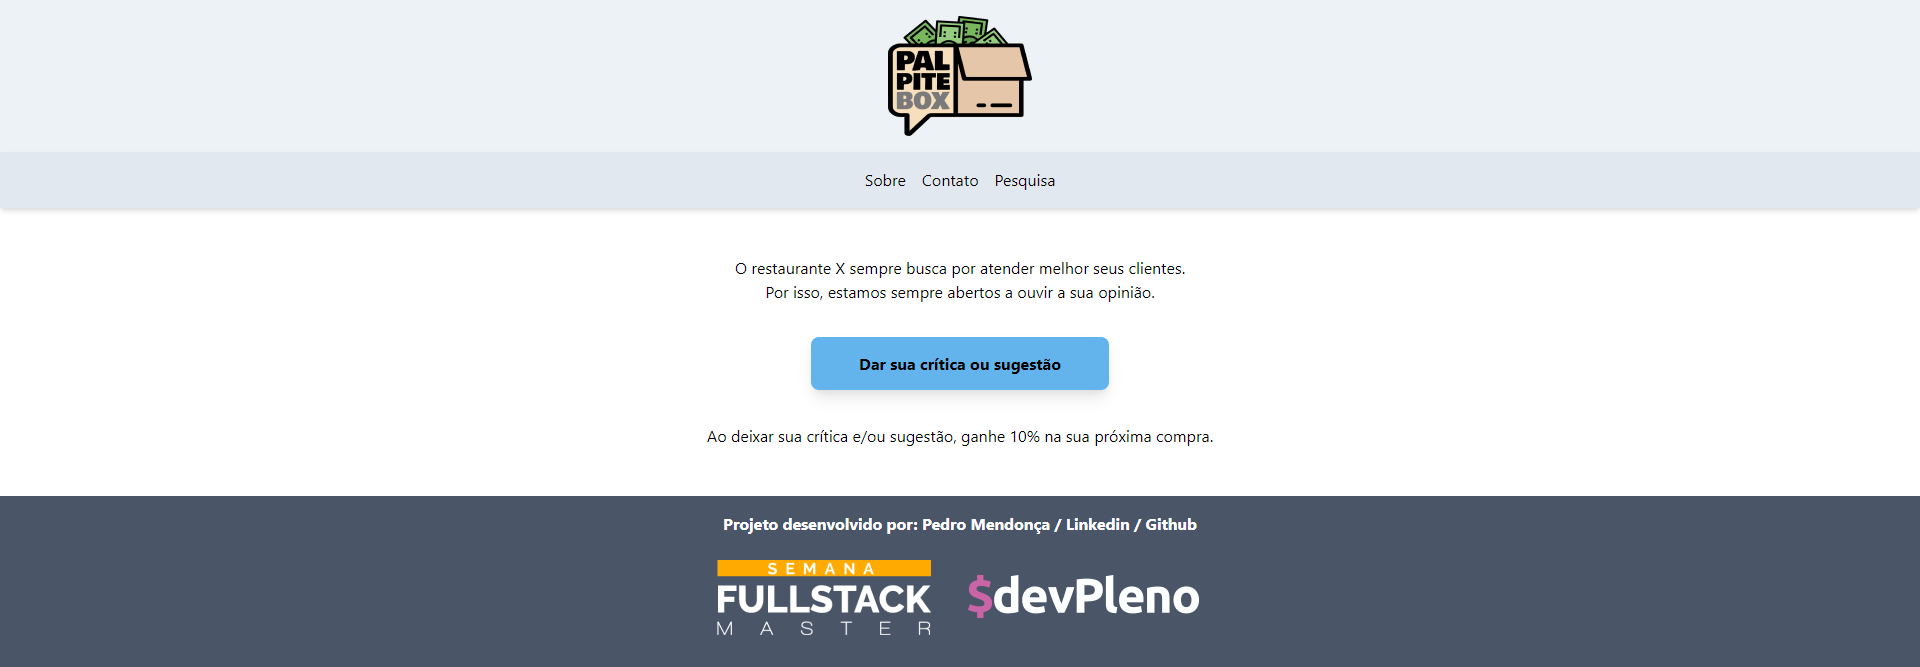 PAL
PITE
BOX
Sobre Contato Pesquisa
O restaurante X sempre busca por atender melhor seus clientes.
Por isso, estamos sempre abertos a ouvir a sua opinião.
Dar sua crítica ou sugestão
Ao deixar sua crítica e/ou sugestão, ganhe 10% na sua próxima compra.
Projeto desenvolvido por: Pedro Mendonça / Linkedin / Github
SEMANA
FULLSTACK
MASTER
$devPleno